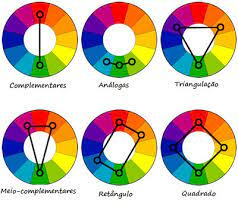 Complementares
Análogas
Triangulação
Meio-complementares
Retângulo
Quadrado